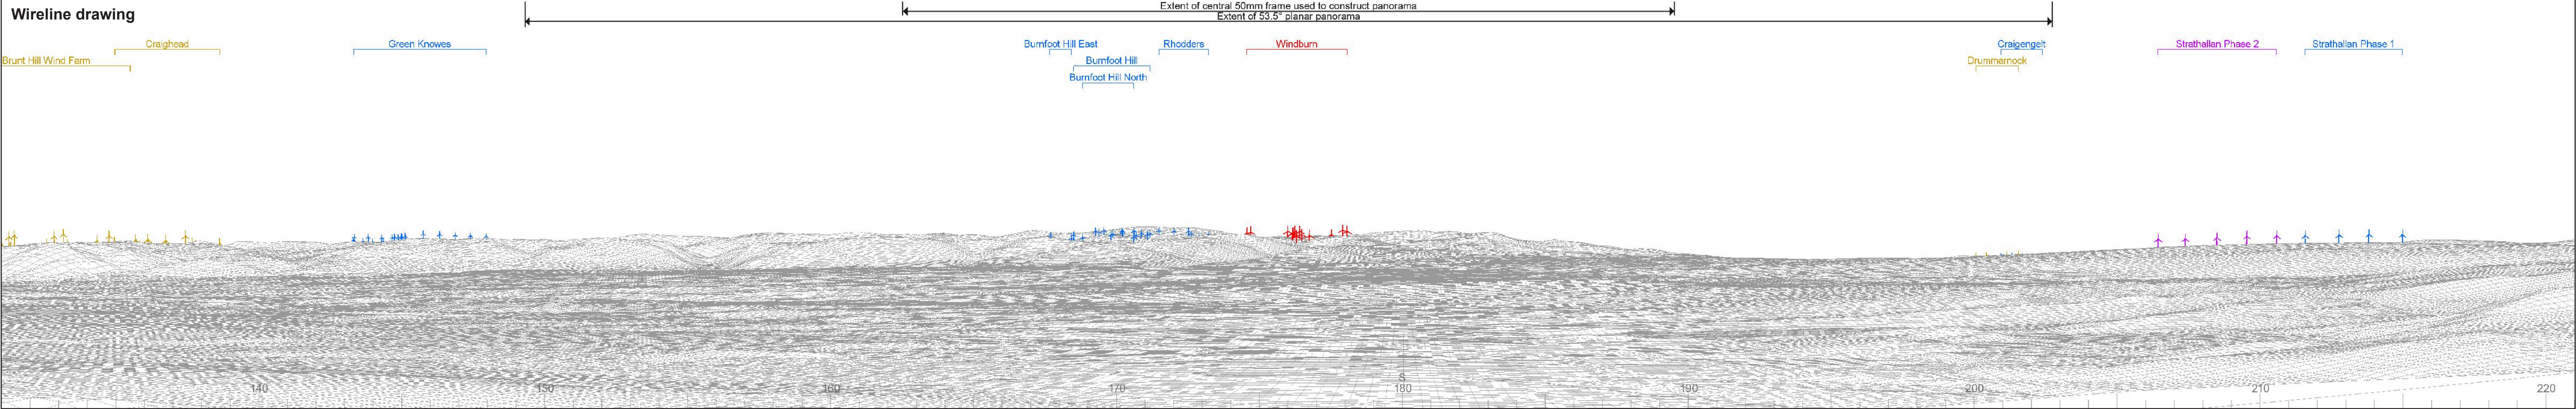 Wireline drawing
Extent of central 50mm frame used to construct panorama
Extent of 53.5° planar panorama
Craighead
Green Knowes
Burnfoot Hill East
Rhodders
Windburn
Craigengelt
Strathallan Phase 2
Strathallan Phase 1
Brunt Hill Wind Farm
Burnfoot Hill
Drummarnock
Burnfoot Hill North
S
140 150 160 170 180 190 200 210 220